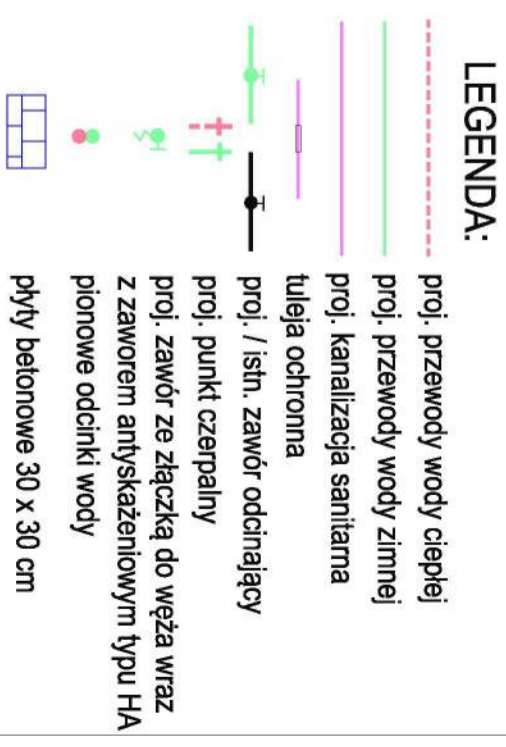 LEGENDA:
proj. przewody wody ciepłej
proj. przewody wody zimnej
proj. kanalizacja sanitarna
tuleja ochronna
proj. / istn. zawór odcinający
proj. punkt czerpalny
proj. zawór ze złączką do węża wraz
z zaworem antyskażeniowym typu HA
pionowe odcinki wody
płyty betonowe 30 x 30 cm